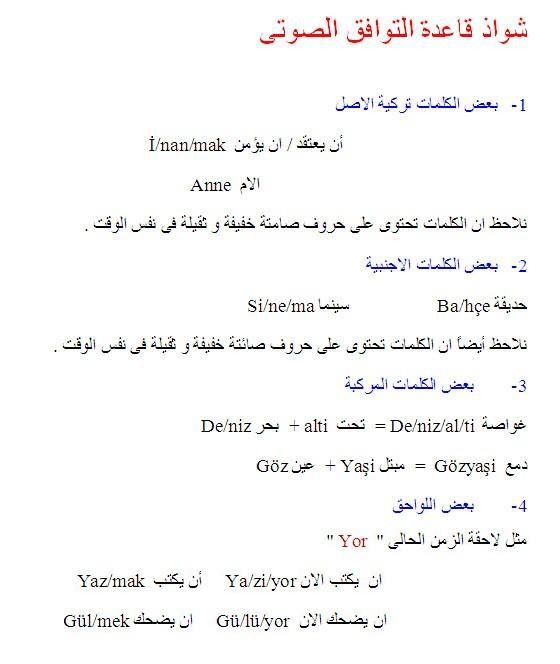 شواذ قاعدة التوافق الصوتى
1- بعض الكلمات تركية الاصل
أن يعتقد / ان يؤمن İ/nan/mak
الام Anne
نلاحظ ان الكلمات تحتوى على حروف صامتة خفيفة و ثقيلة فى نفس الوقت .
2- بعض الكلمات الاجنبية
حديقة Ba/hçe سينما Si/ne/ma
نلاحظ أيضاً ان الكلمات تحتوى على حروف صائتة خفيفة و ثقيلة فى نفس الوقت .
3- بعض الكلمات المركبة
غواصة De/niz/al/ti = تحت alti + بحر De/niz
دمع Gözyaşi = مبتل Yaşi + عين Göz
4- بعض اللواحق
مثل لاحقة الزمن الحالى " Yor "
ان يكتب الان Ya/zi/yor أن يكتب Yaz/mak
ان يضحك الان Gü/lü/yor ان يضحك Gül/mek